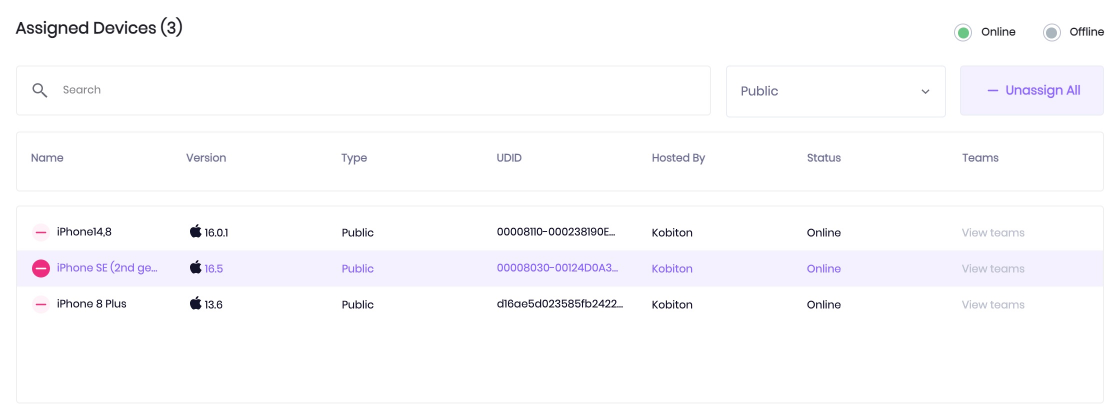 Assigned Devices (3)
Online Offline
Search Public — Unassign All
Name Version Type UDID Hosted By Status Teams
iPhone14,8 16.0.1 Public 00008110-000238190E... Kobiton Online View teams
iPhone SE (2nd ge... 16.5 Public 00008030-00124D0A3... Kobiton Online View teams
iPhone 8 Plus 13.6 Public d16ae5d023585fb2422... Kobiton Online View teams